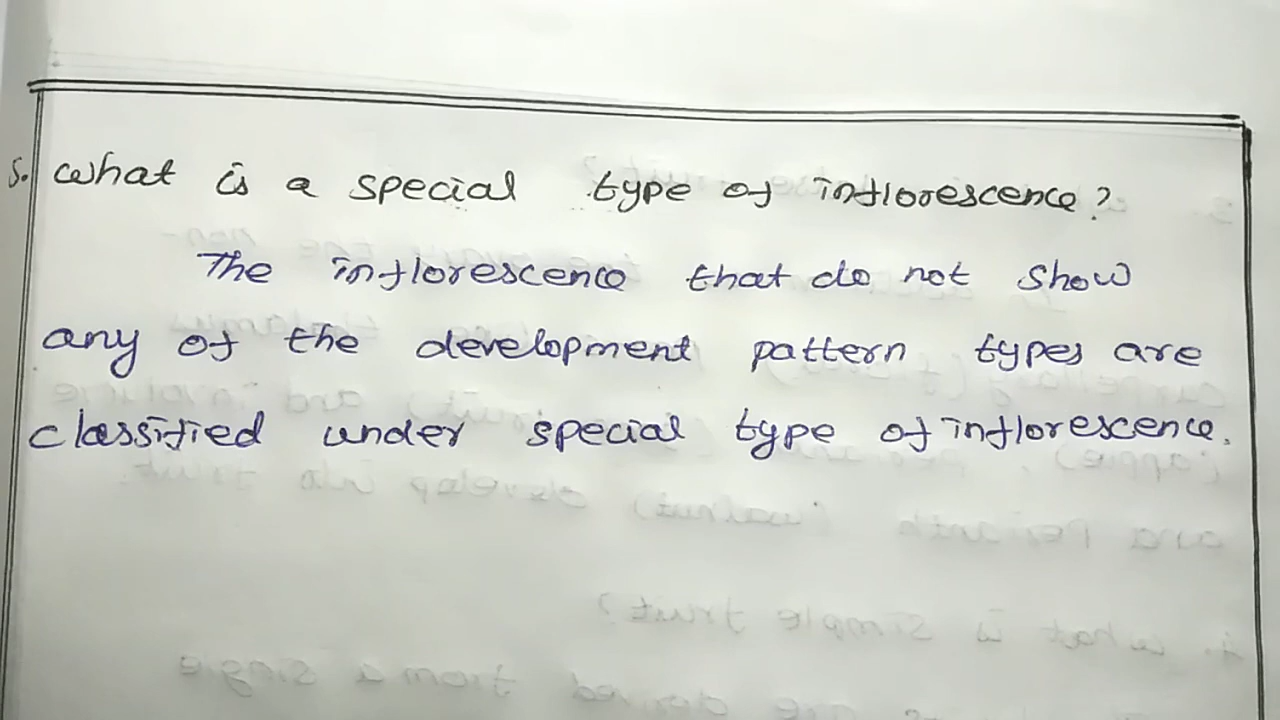 5. What is a special type of inflorescence?
The inflorescence that do not show
any of the development pattern types are
classified under special type of inflorescence.